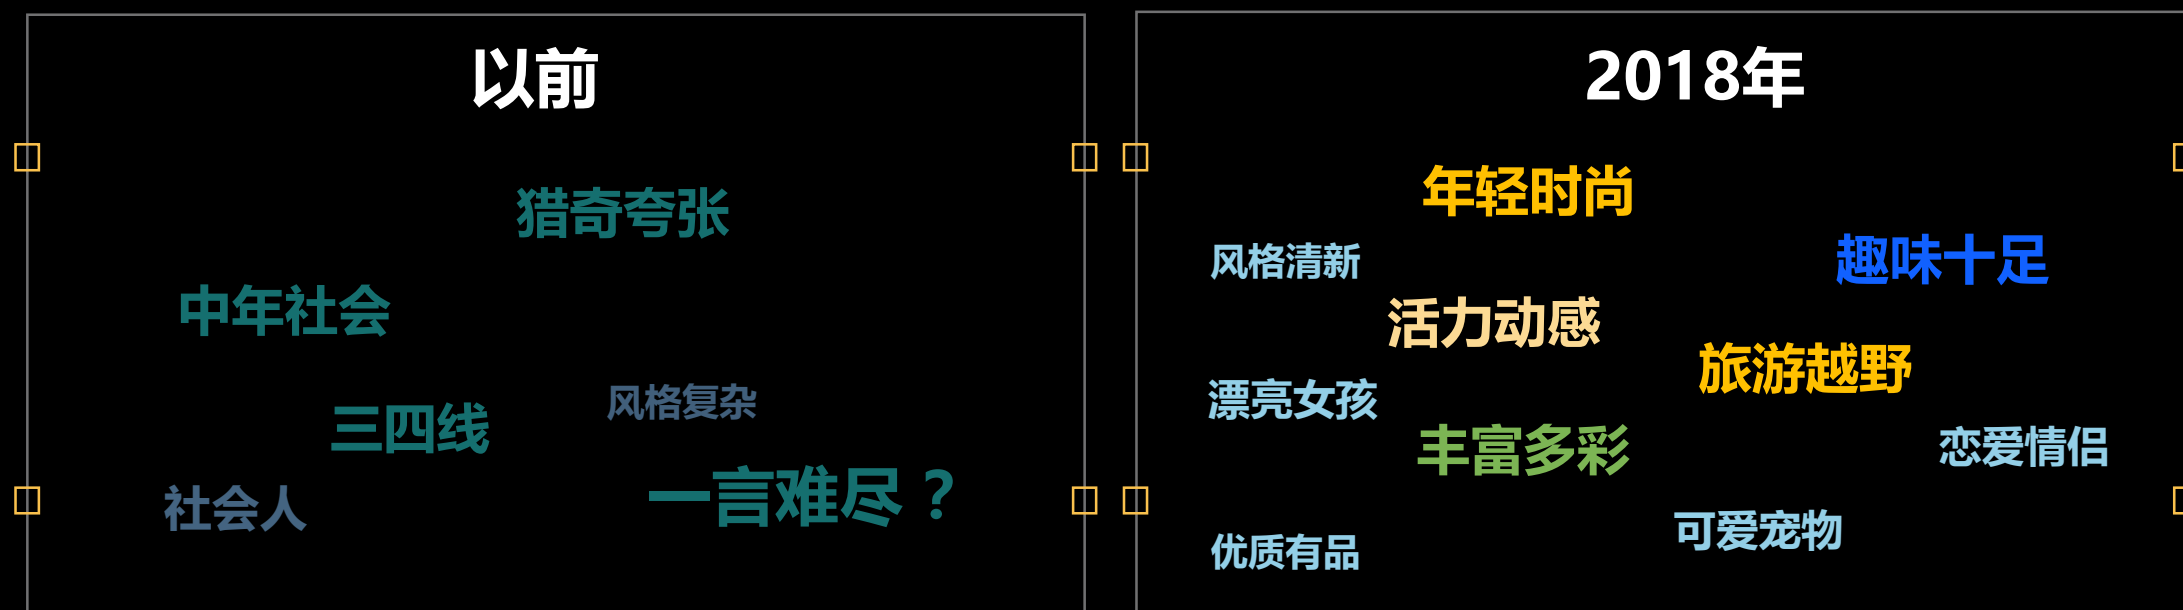 以前
猎奇夸张
中年社会
三四线
风格复杂
一言难尽？
社会人
2018年
年轻时尚
风格清新
趣味十足
活力动感
旅游越野
漂亮女孩
丰富多彩
恋爱情侣
可爱宠物
优质有品